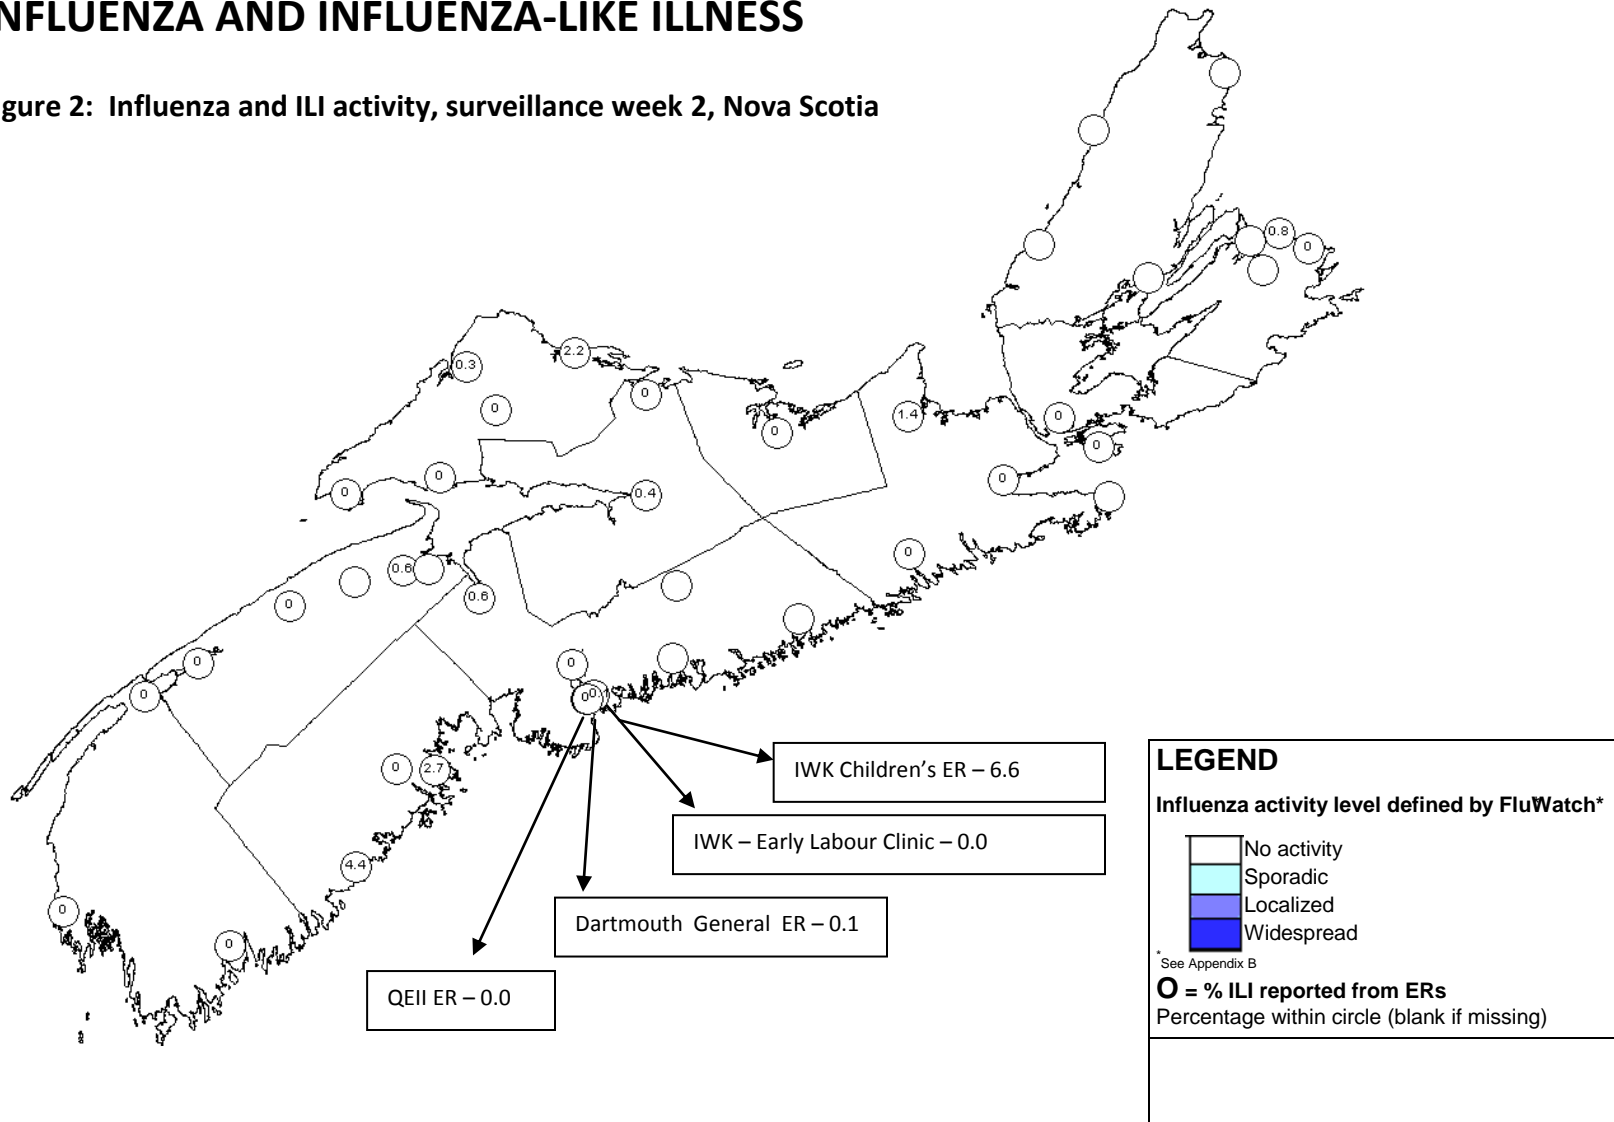 NFLUENZA AND INFLUENZA-LIKE ILLNESS
gure 2: Influenza and ILI activity, surveillance week 2, Nova Scotia
0.8
0
2.2
0.3
0
0
1.4
0
0
0
0
0
0.4
0
0
0.6
0.6
0
0
0
0
0
0.1
0
2.7
4.4
0
0
IWK Children's ER – 6.6
IWK – Early Labour Clinic – 0.0
Dartmouth General ER – 0.1
QEII ER – 0.0
LEGEND
Influenza activity level defined by FluWatch*
No activity
Sporadic
Localized
Widespread
*See Appendix B
O = % ILI reported from ERs
Percentage within circle (blank if missing)